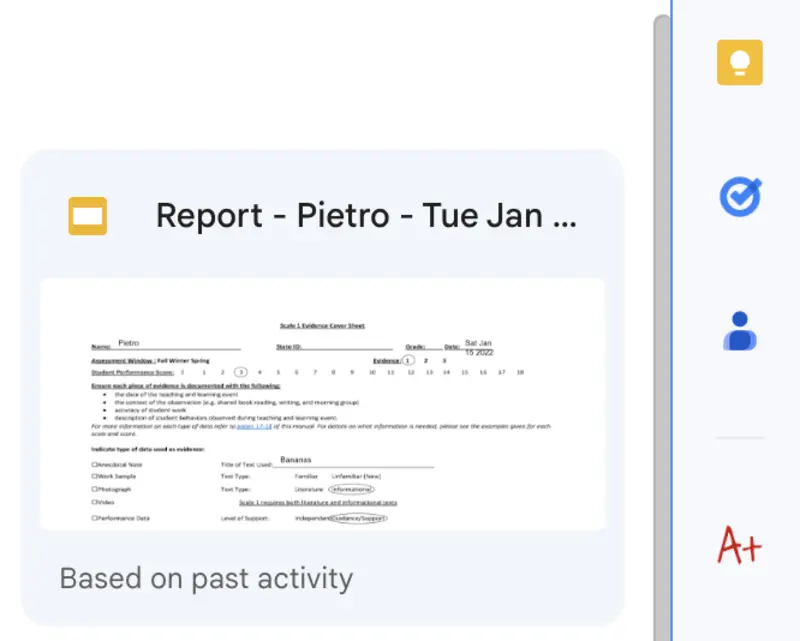 Report - Pietro - Tue Jan ...
Scale 1 Evidence Cover Sheet
Name: Pietro State ID: Grade: Date: Sat Jan
15 2022
Assessment Window: Fall Winter Spring Evidence: 1 2 3
Student Performance Score: 0 1 2 3 4 5 6 7 8 9 10 11 12 13 14 15 16 17 18
Ensure each piece of evidence is documented with the following:
• the date of the teaching and learning event
• the context of the observation (e.g. shared book reading, writing, and morning group)
• accuracy of student work
• description of student behaviors observed during teaching and learning event.
For more information on each type of data refer to pages 17-18 of this manual. For details on what information is needed, please see the examples given for each
score and score.
Indicate type of data used as evidence:
☐Anecdotal Note Title of Text Used: Bananas
☐Work Sample Text Type: Familiar Unfamiliar (New)
☐Photograph Text Type: Literature Informational
☐Video Scale 1 requires both literature and informational texts
☐Performance Data Level of Support: Independent Guidance/Support
Based on past activity
A+